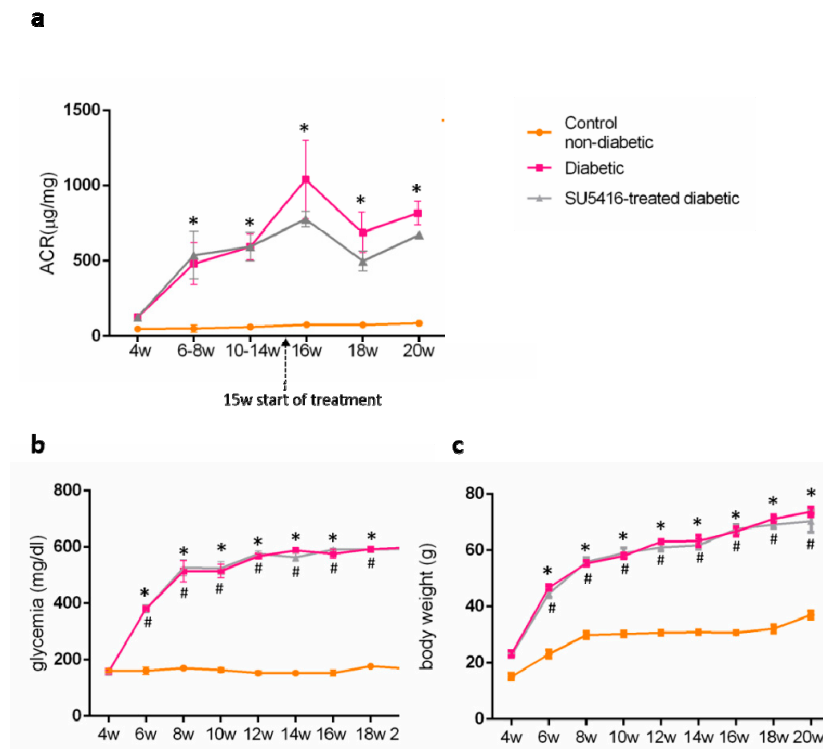 a
1500
1000
500
0
ACR(µg/mg)
* * * * *
4w 6-8w 10-14w 16w 18w 20w
15w start of treatment
Control
non-diabetic
Diabetic
SU5416-treated diabetic
b
800
600
400
200
0
glycemia (mg/dl)
* * * * * * *
# # # # # # #
4w 6w 8w 10w 12w 14w 16w 18w 2
c
80
60
40
20
0
body weight (g)
* * * * * * * *
# # # # # # # #
4w 6w 8w 10w 12w 14w 16w 18w 20w